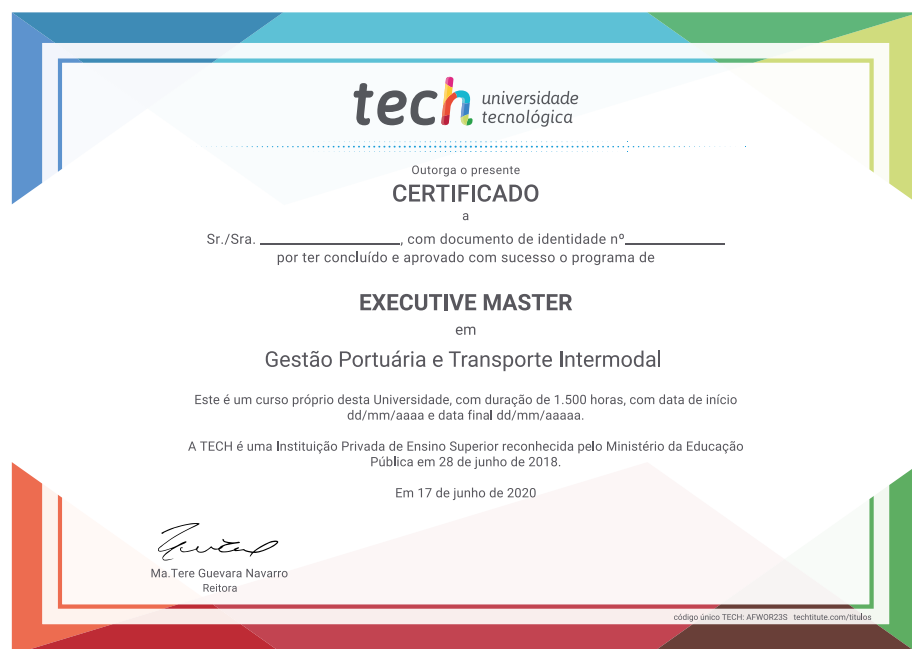 tech universidade
tecnológica
Outorga o presente
CERTIFICADO
a
Sr./Sra. ____________________, com documento de identidade nº______________
por ter concluído e aprovado com sucesso o programa de
EXECUTIVE MASTER
em
Gestão Portuária e Transporte Intermodal
Este é um curso próprio desta Universidade, com duração de 1.500 horas, com data de início
dd/mm/aaaa e data final dd/mm/aaaaa.
A TECH é uma Instituição Privada de Ensino Superior reconhecida pelo Ministério da Educação
Pública em 28 de junho de 2018.
Em 17 de junho de 2020
Ma.Tere Guevara Navarro
Reitora
código único TECH: AFWOR23S techtitute.com/titulos